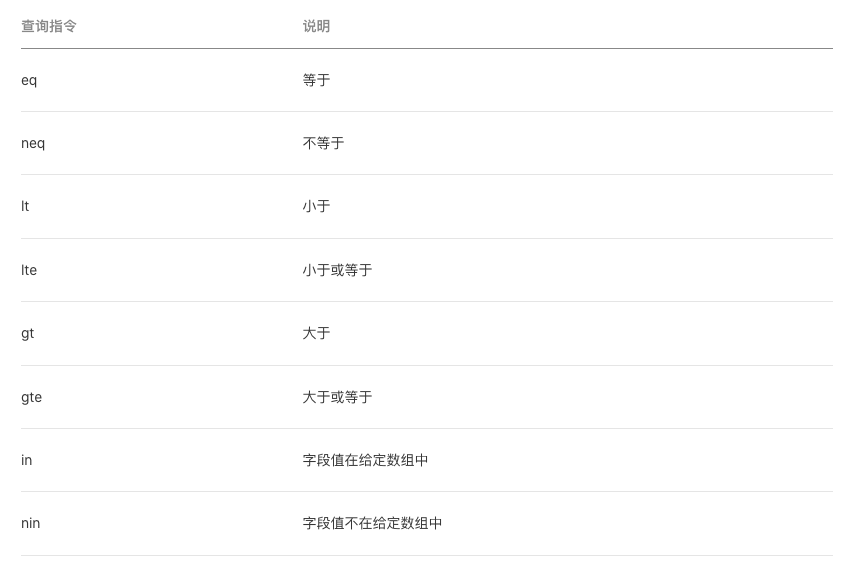 查询指令 说明
eq 等于
neq 不等于
lt 小于
lte 小于或等于
gt 大于
gte 大于或等于
in 字段值在给定数组中
nin 字段值不在给定数组中